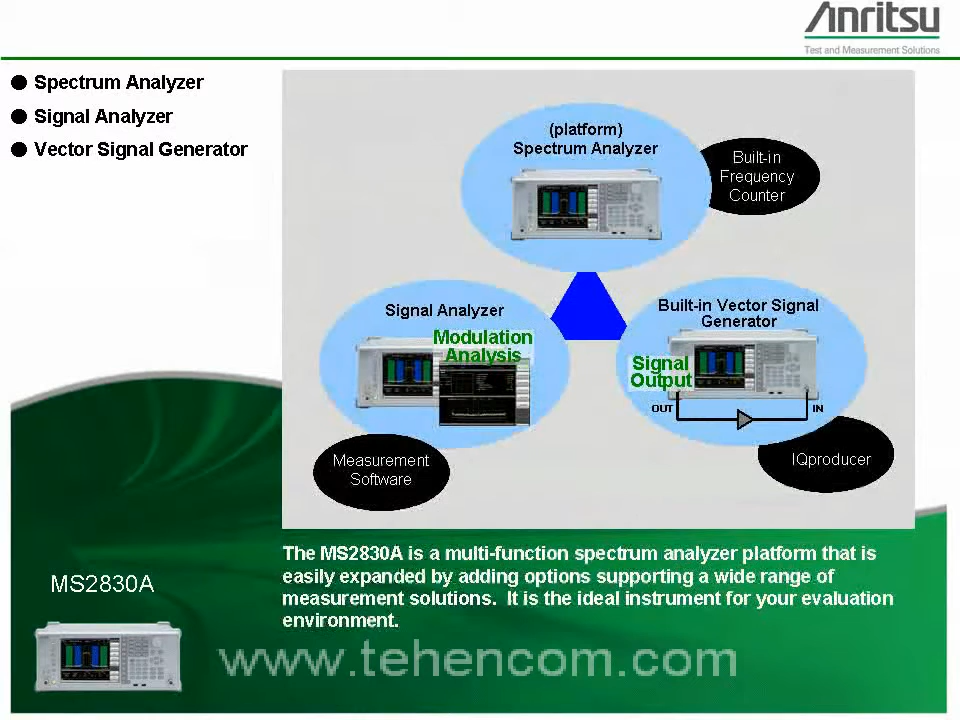 Anritsu
Test and Measurement Solutions
● Spectrum Analyzer
● Signal Analyzer
● Vector Signal Generator
(platform)
Spectrum Analyzer
Built-in
Frequency
Counter
Signal Analyzer
Modulation
Analysis
Built-in Vector Signal
Generator
Signal
Output
OUT
IN
Measurement
Software
IQproducer
The MS2830A is a multi-function spectrum analyzer platform that is
easily expanded by adding options supporting a wide range of
measurement solutions. It is the ideal instrument for your evaluation
environment.
MS2830A
www.tehencom.com